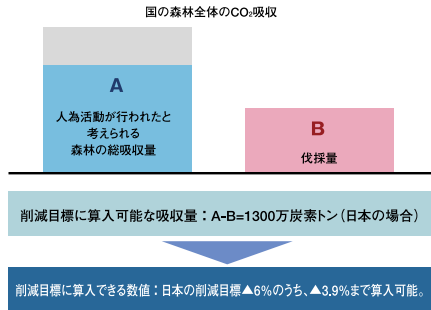 国の森林全体のCO₂吸収
A
人為活動が行われたと
考えられる
森林の総吸収量
B
伐採量
削減目標に算入可能な吸収量：A-B=1300万炭素トン（日本の場合）
削減目標に算入できる数値：日本の削減目標▲6%のうち、▲3.9%まで算入可能。